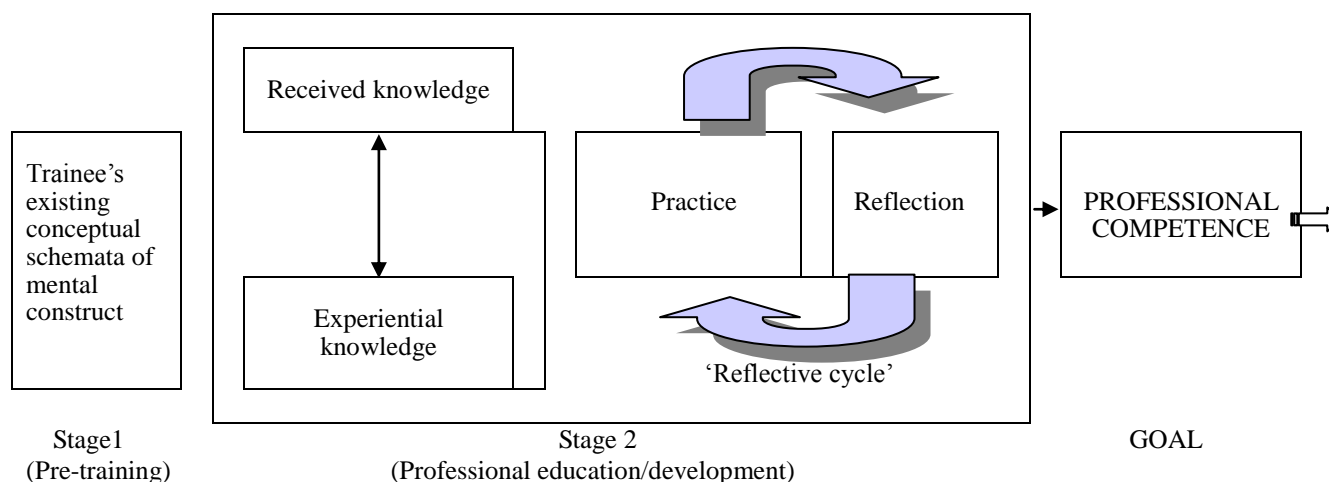 Received knowledge
Trainee’s
existing
conceptual
schemata of
mental
construct
Experiential
knowledge
Practice
Reflection
‘Reflective cycle’
PROFESSIONAL
COMPETENCE
Stage1
(Pre-training)
Stage 2
(Professional education/development)
GOAL